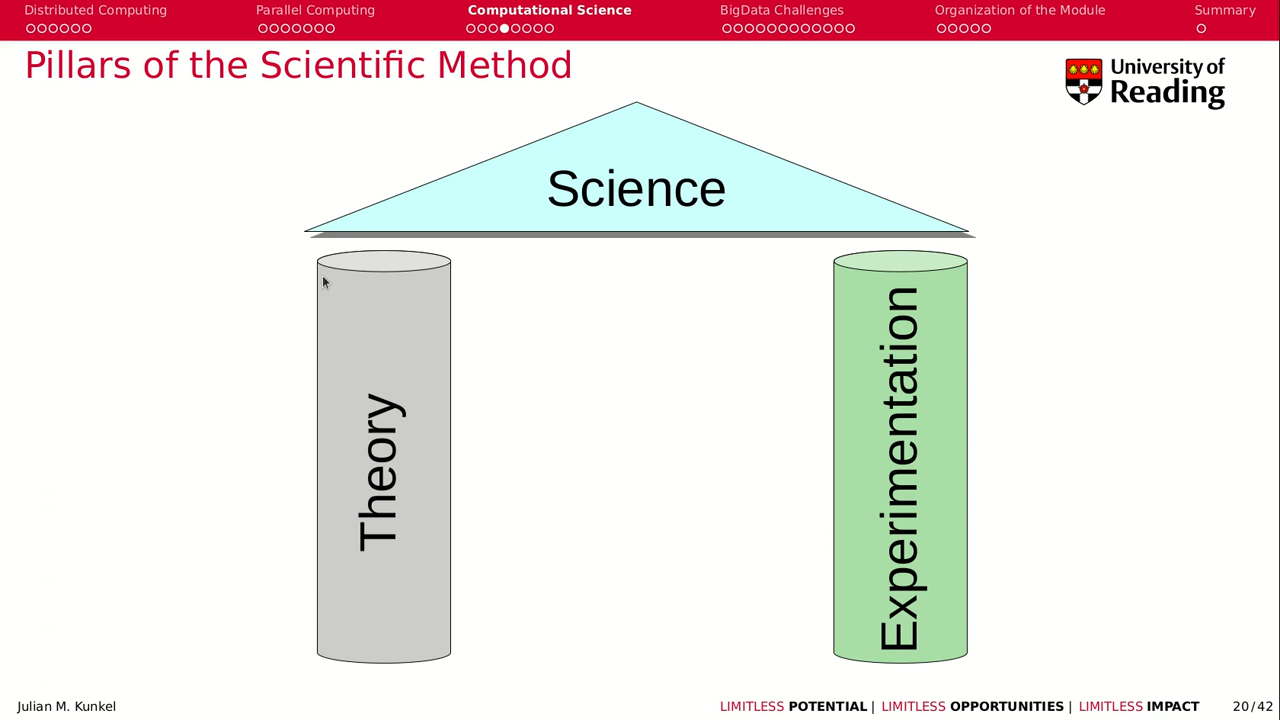 Distributed Computing Parallel Computing Computational Science BigData Challenges Organization of the Module Summary
Pillars of the Scientific Method
University of
Reading
Science
Theory
Experimentation
Julian M. Kunkel LIMITLESS POTENTIAL | LIMITLESS OPPORTUNITIES | LIMITLESS IMPACT 20/42